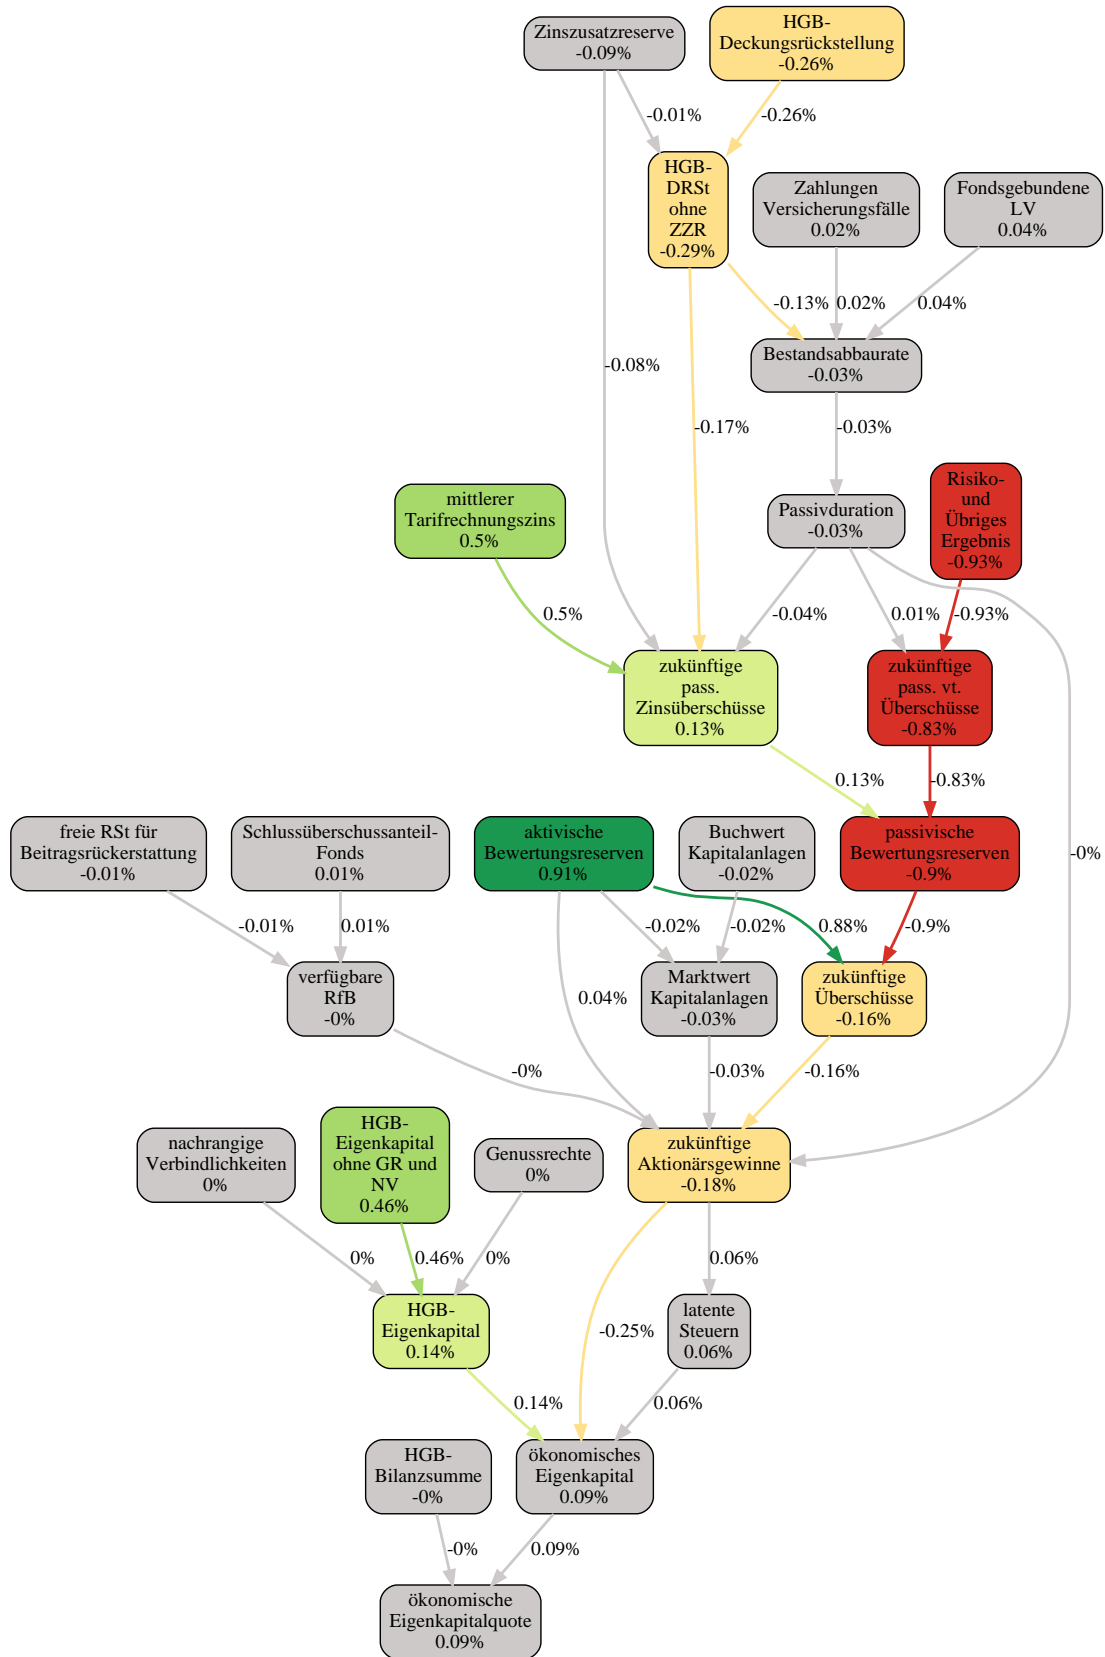 Zinszusatzreserve
-0.09%
HGB-
Deckungsrückstellung
-0.26%
-0.01%
-0.26%
HGB-
DRSt
ohne
ZZR
-0.29%
Zahlungen
Versicherungsfälle
0.02%
Fondsgebundene
LV
0.04%
-0.13%
0.02%
0.04%
Bestandsabbaurate
-0.03%
-0.08%
-0.17%
-0.03%
mittlerer
Tarifrechnungszins
0.5%
Passivduration
-0.03%
Risiko-
und
Übriges
Ergebnis
-0.93%
0.5%
-0.04%
0.01%
-0.93%
zukünftige
pass.
Zinsüberschüsse
0.13%
zukünftige
pass. vt.
Überschüsse
-0.83%
0.13%
-0.83%
-0%
freie RSt für
Beitragsrückerstattung
-0.01%
Schlussüberschussanteil-
Fonds
0.01%
aktivische
Bewertungsreserven
0.91%
Buchwert
Kapitalanlagen
-0.02%
passivische
Bewertungsreserven
-0.9%
-0.01%
0.01%
-0.02%
-0.02%
0.88%
-0.9%
verfügbare
RfB
-0%
0.04%
Marktwert
Kapitalanlagen
-0.03%
zukünftige
Überschüsse
-0.16%
-0%
-0.03%
-0.16%
nachrangige
Verbindlichkeiten
0%
HGB-
Eigenkapital
ohne GR und
NV
0.46%
Genussrechte
0%
zukünftige
Aktionärsgewinne
-0.18%
0%
0.46%
0%
0.06%
HGB-
Eigenkapital
0.14%
-0.25%
latente
Steuern
0.06%
0.14%
0.06%
HGB-
Bilanzsumme
-0%
ökonomisches
Eigenkapital
0.09%
-0%
0.09%
ökonomische
Eigenkapitalquote
0.09%